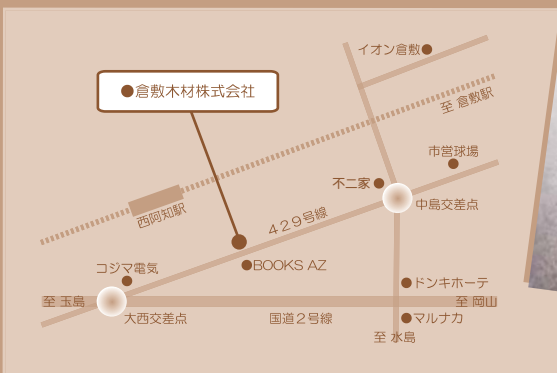 イオン倉敷●
●倉敷木材株式会社
至 倉敷駅
市営球場
不二家
西阿知駅
中島交差点
429号線
コジマ電気
BOOKS AZ
ドンキホーテ
至 玉島
至 岡山
大西交差点
国道2号線
マルナカ
至 水島